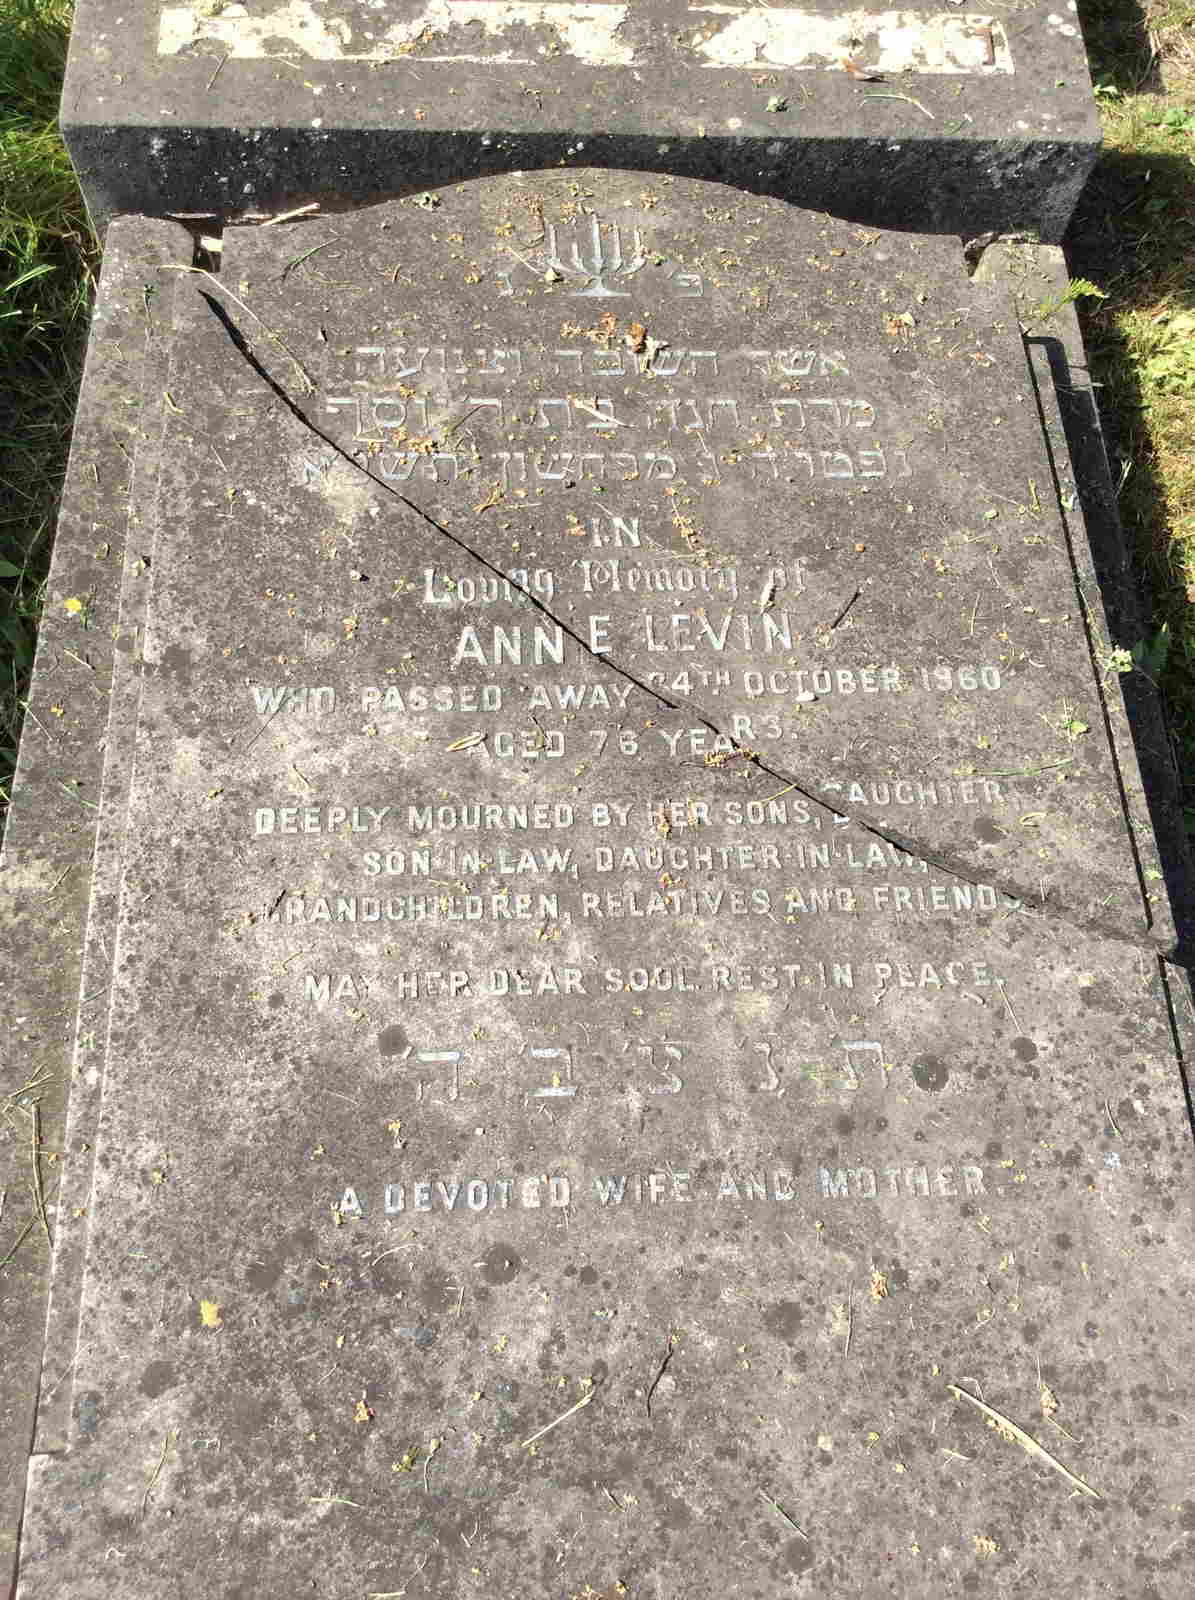 פ' נ'
אשה חשובה וצנועה
מרת חנה בת ר' יוסף
נפטרה ג' מרחשון תשכ"א
IN
Loving Memory of
ANNIE LEVIN
WHO PASSED AWAY 24TH OCTOBER 1960
AGED 76 YEARS.
DEEPLY MOURNED BY HER SONS, DAUGHTER,
SON-IN-LAW, DAUGHTER-IN-LAW,
GRANDCHILDREN, RELATIVES AND FRIENDS
MAY HER DEAR SOUL REST IN PEACE.
ת' נ' צ' ב' ה'
A DEVOTED WIFE AND MOTHER.